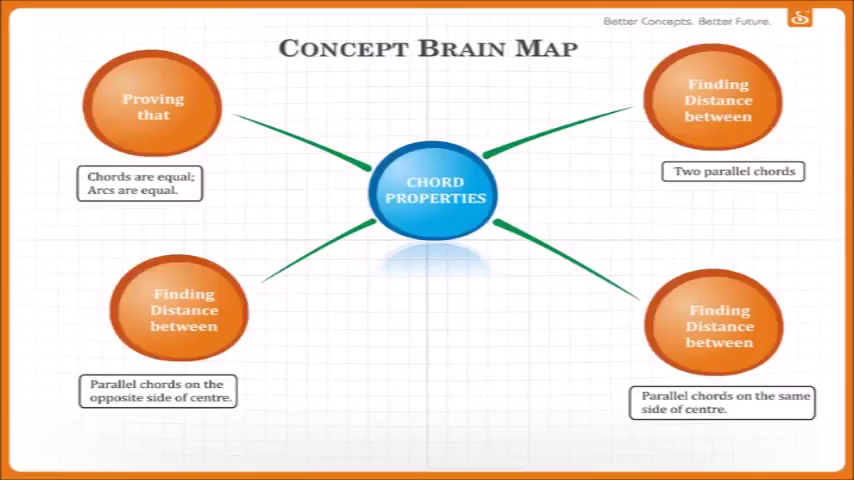 Better Concepts. Better Future.
CONCEPT BRAIN MAP
Proving
that
Chords are equal;
Arcs are equal.
Finding
Distance
between
Two parallel chords
CHORD
PROPERTIES
Finding
Distance
between
Parallel chords on the
opposite side of centre.
Finding
Distance
between
Parallel chords on the same
side of centre.